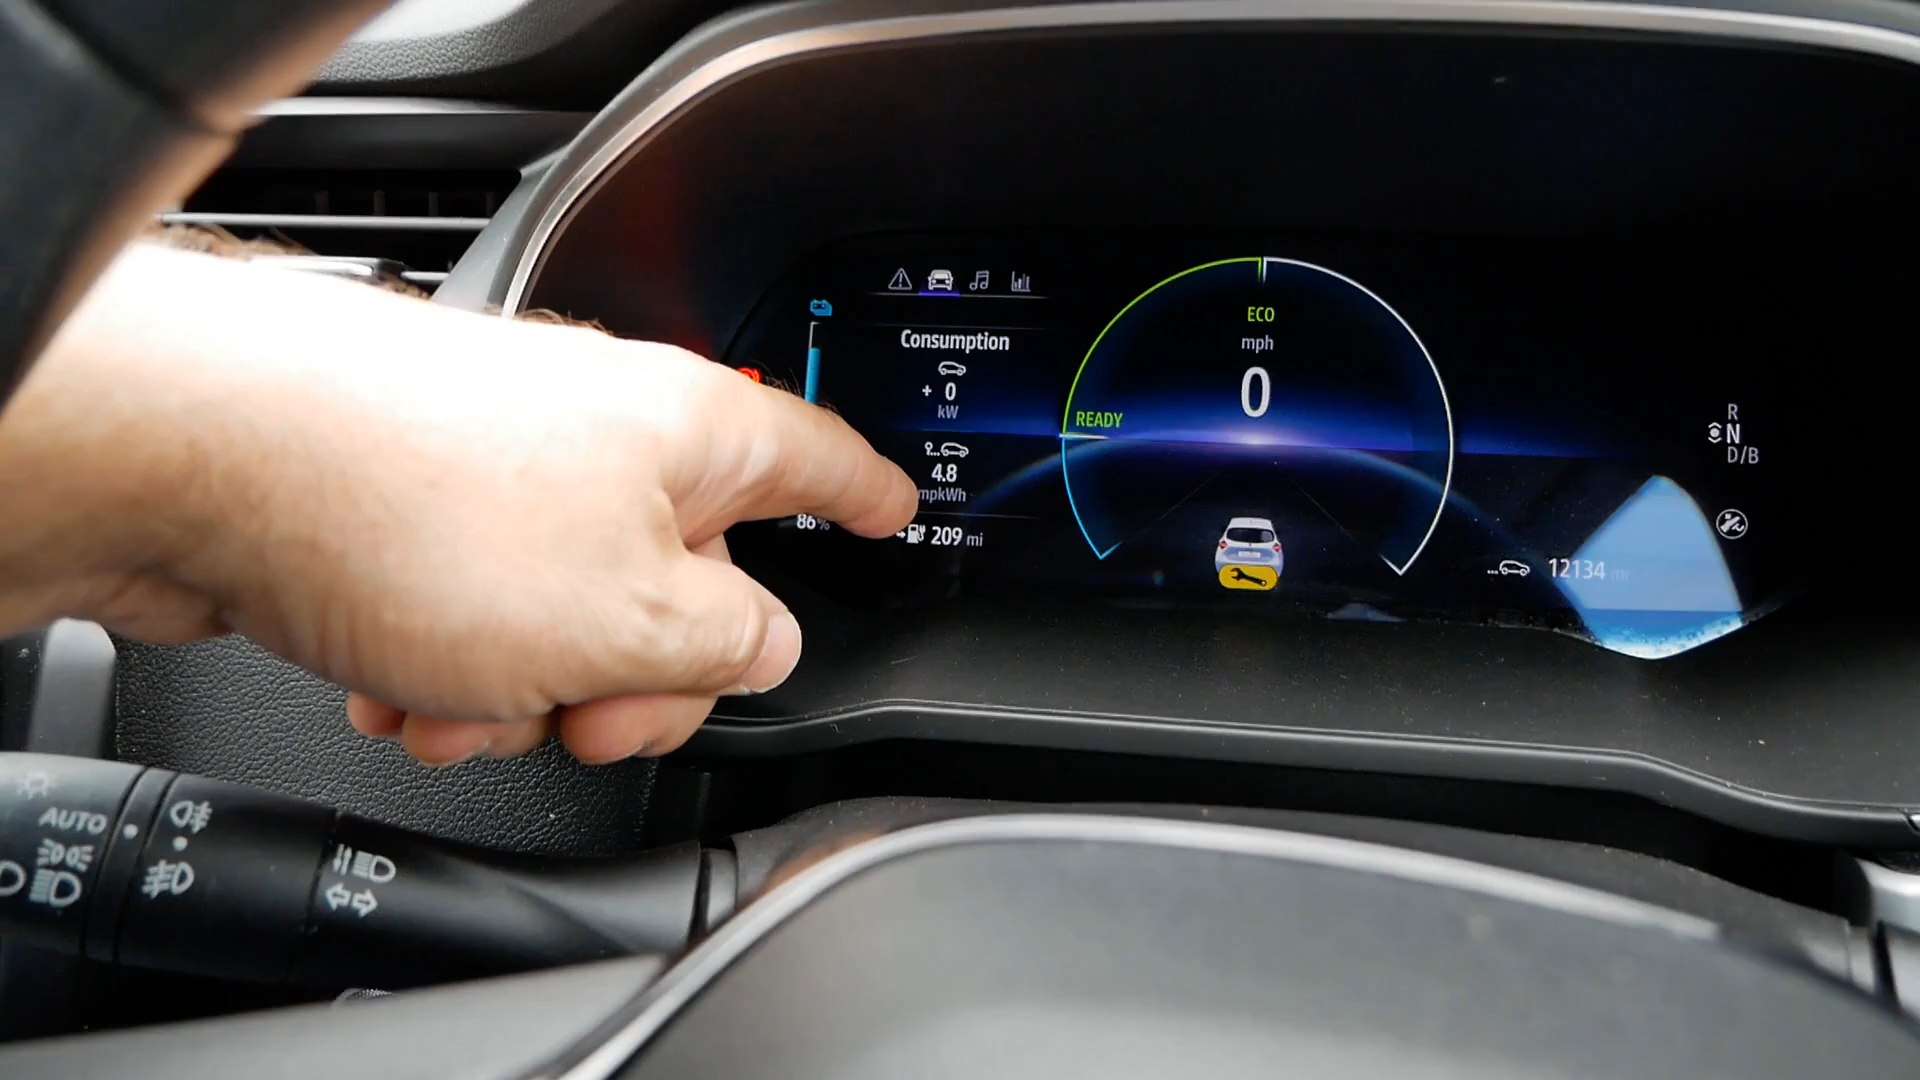 Consumption
+ 0
kW
4.8
mpkWh
86%
209 mi
ECO
mph
0
READY
R
N
D/B
12134
AUTO